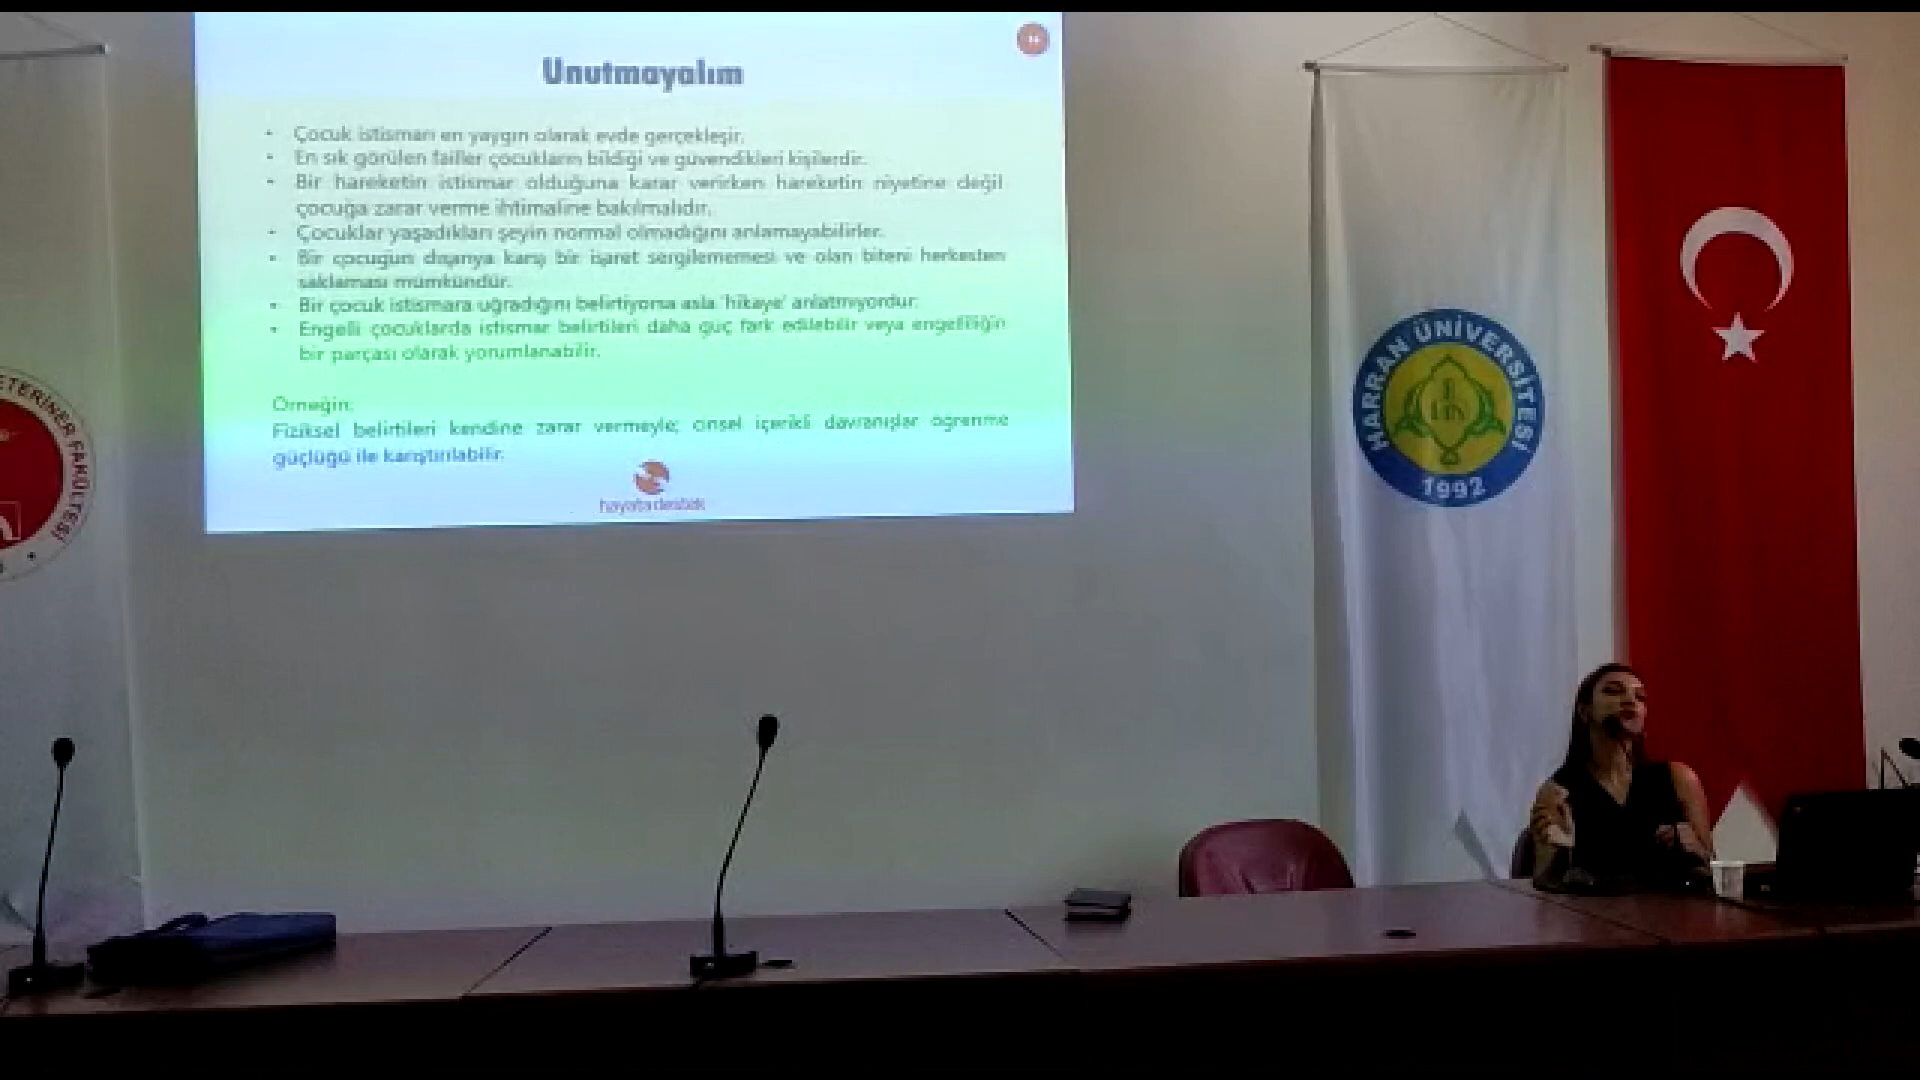 Unutmayalım
• Çocuk istismarı en yaygın olarak evde gerçekleşir.
• En sık görülen failler çocukların bildiği ve güvendikleri kişilerdir.
• Bir hareketin istismar olduğuna karar verirken hareketin niyetine değil
çocuğa zarar verme ihtimaline bakılmalıdır.
• Çocuklar yaşadıkları şeyin normal olmadığını anlamayabilirler.
• Bir çocuğun dışarıya karşı bir işaret sergilememesi ve olan biteni herkesten
saklaması mümkündür.
• Bir çocuk istismara uğradığını belirtiyorsa asla 'hikaye' anlatmıyordur.
• Engelli çocuklarda istismar belirtileri daha güç fark edilebilir veya engelliliğin
bir parçası olarak yorumlanabilir.
Örneğin;
Fiziksel belirtileri kendine zarar vermeyle; cinsel içerikli davranışlar öğrenme
güçlüğü ile karıştırılabilir.
hayata destek
HARRAN ÜNİVERSİTESİ
1992
ETERİNER FAKÜLTESİ